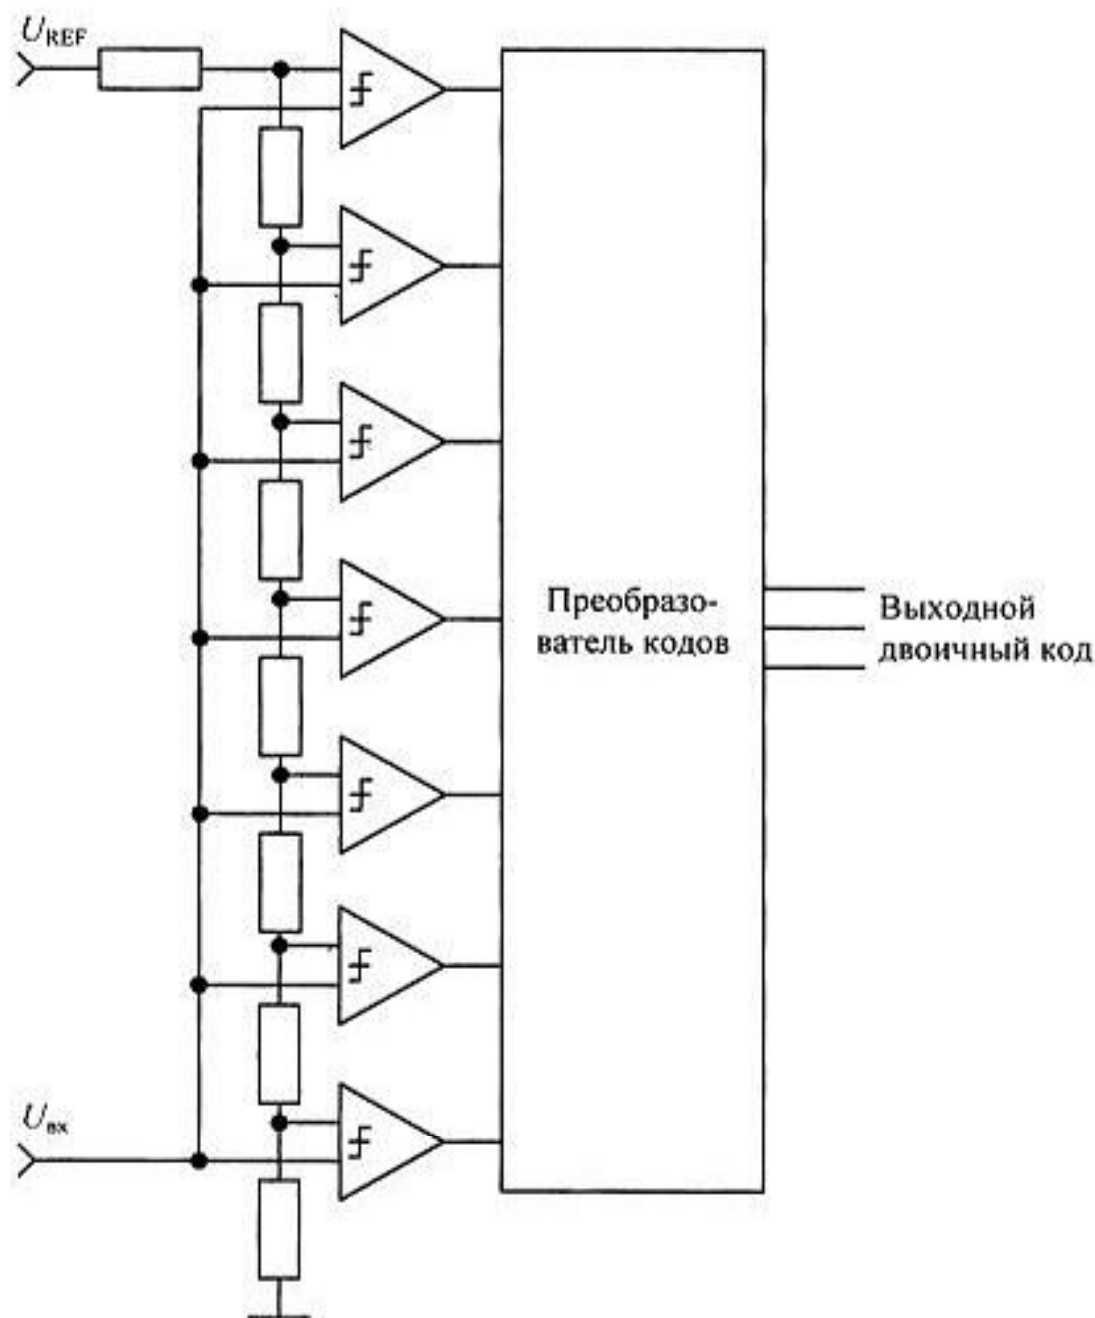 U_REF
Преобразо-
ватель кодов
Выходной
двоичный код
U_вх